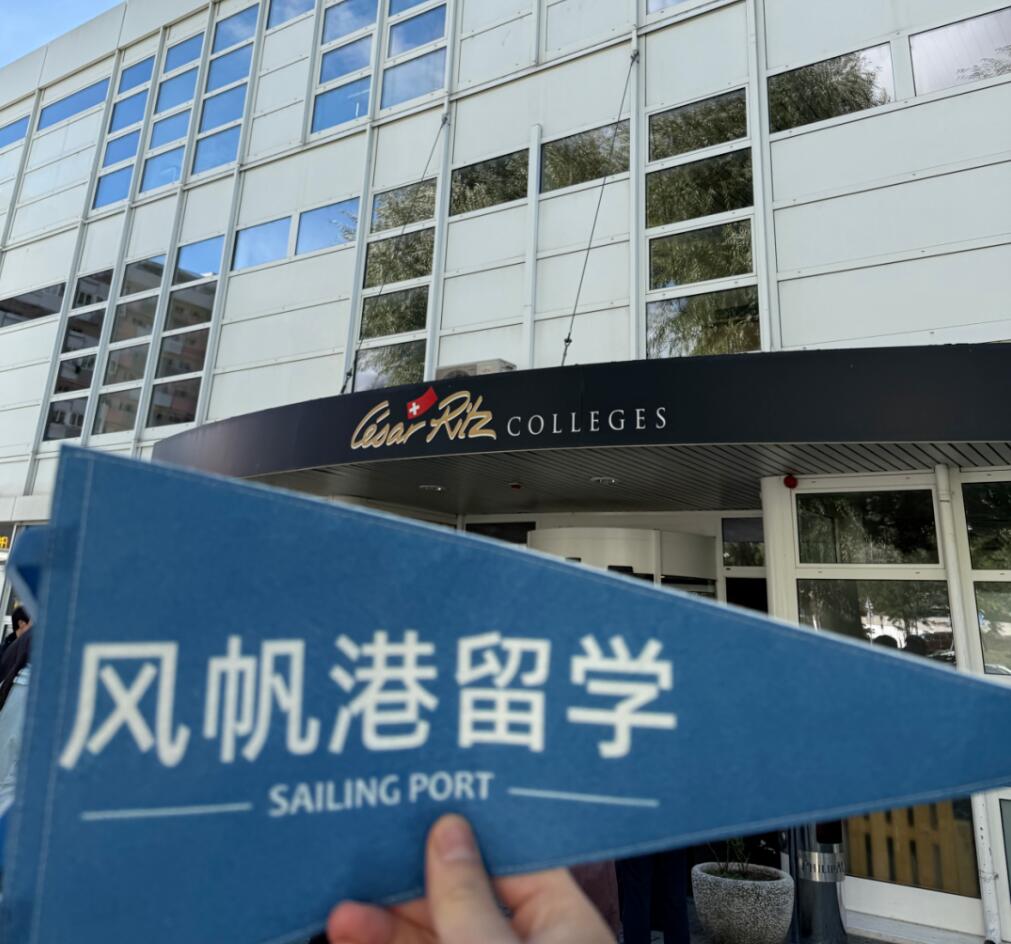 César Ritz COLLEGES
风帆港留学
SAILING PORT